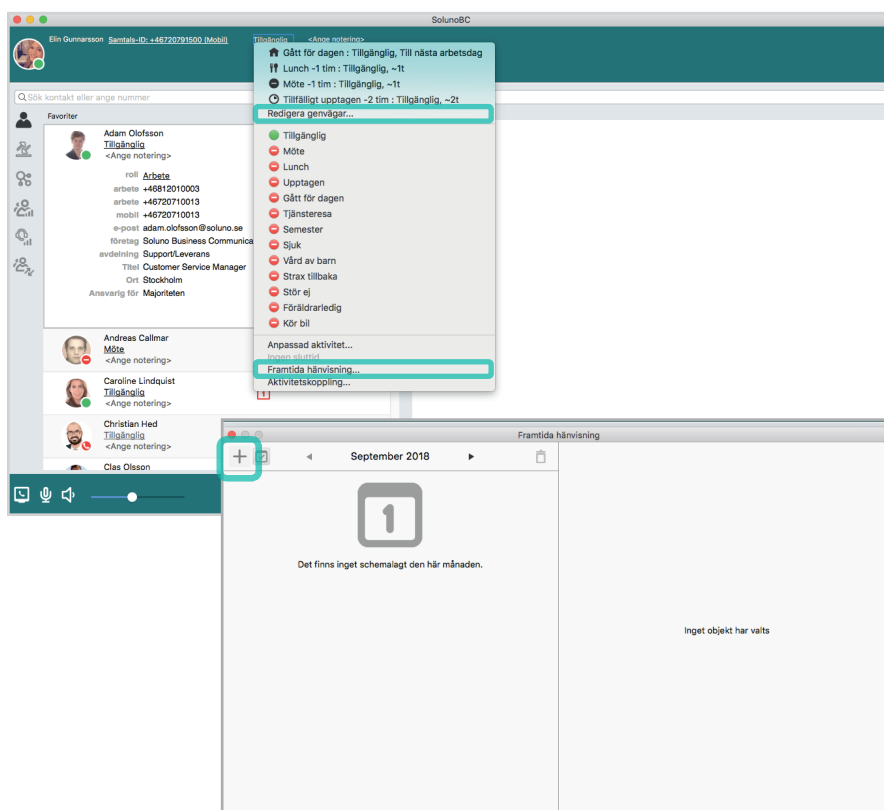 SolunoBC
Elin Gunnarsson Samtals-ID: +46720791500 (Mobil) Tillgänglig <Ange notering>
Gått för dagen : Tillgänglig, Till nästa arbetsdag
Lunch -1 tim : Tillgänglig, ~1t
Möte -1 tim : Tillgänglig, ~1t
Tillfälligt upptagen -2 tim : Tillgänglig, ~2t
Redigera genvägar...
Tillgänglig
Möte
Lunch
Upptagen
Gått för dagen
Tjänsteresa
Semester
Sjuk
Vård av barn
Strax tillbaka
Stör ej
Föräldrarledig
Kör bil
Anpassad aktivitet...
Ingen sluttid
Framtida hänvisning...
Aktivitetskoppling...
Sök kontakt eller ange nummer
Favoriter
Adam Olofsson
Tillgänglig
<Ange notering>
roll Arbete
arbete +46812010003
arbete +46720710013
mobil +46720710013
e-post adam.olofsson@soluno.se
företag Soluno Business Communica
avdelning Support/Leverans
Titel Customer Service Manager
Ort Stockholm
Ansvarig för Majoriteten
Andreas Callmar
Möte
<Ange notering>
Caroline Lindquist
Tillgänglig
<Ange notering>
1
Christian Hed
Tillgänglig
<Ange notering>
Clas Olsson
Framtida hänvisning
September 2018
1
Det finns inget schemalagt den här månaden.
Inget objekt har valts